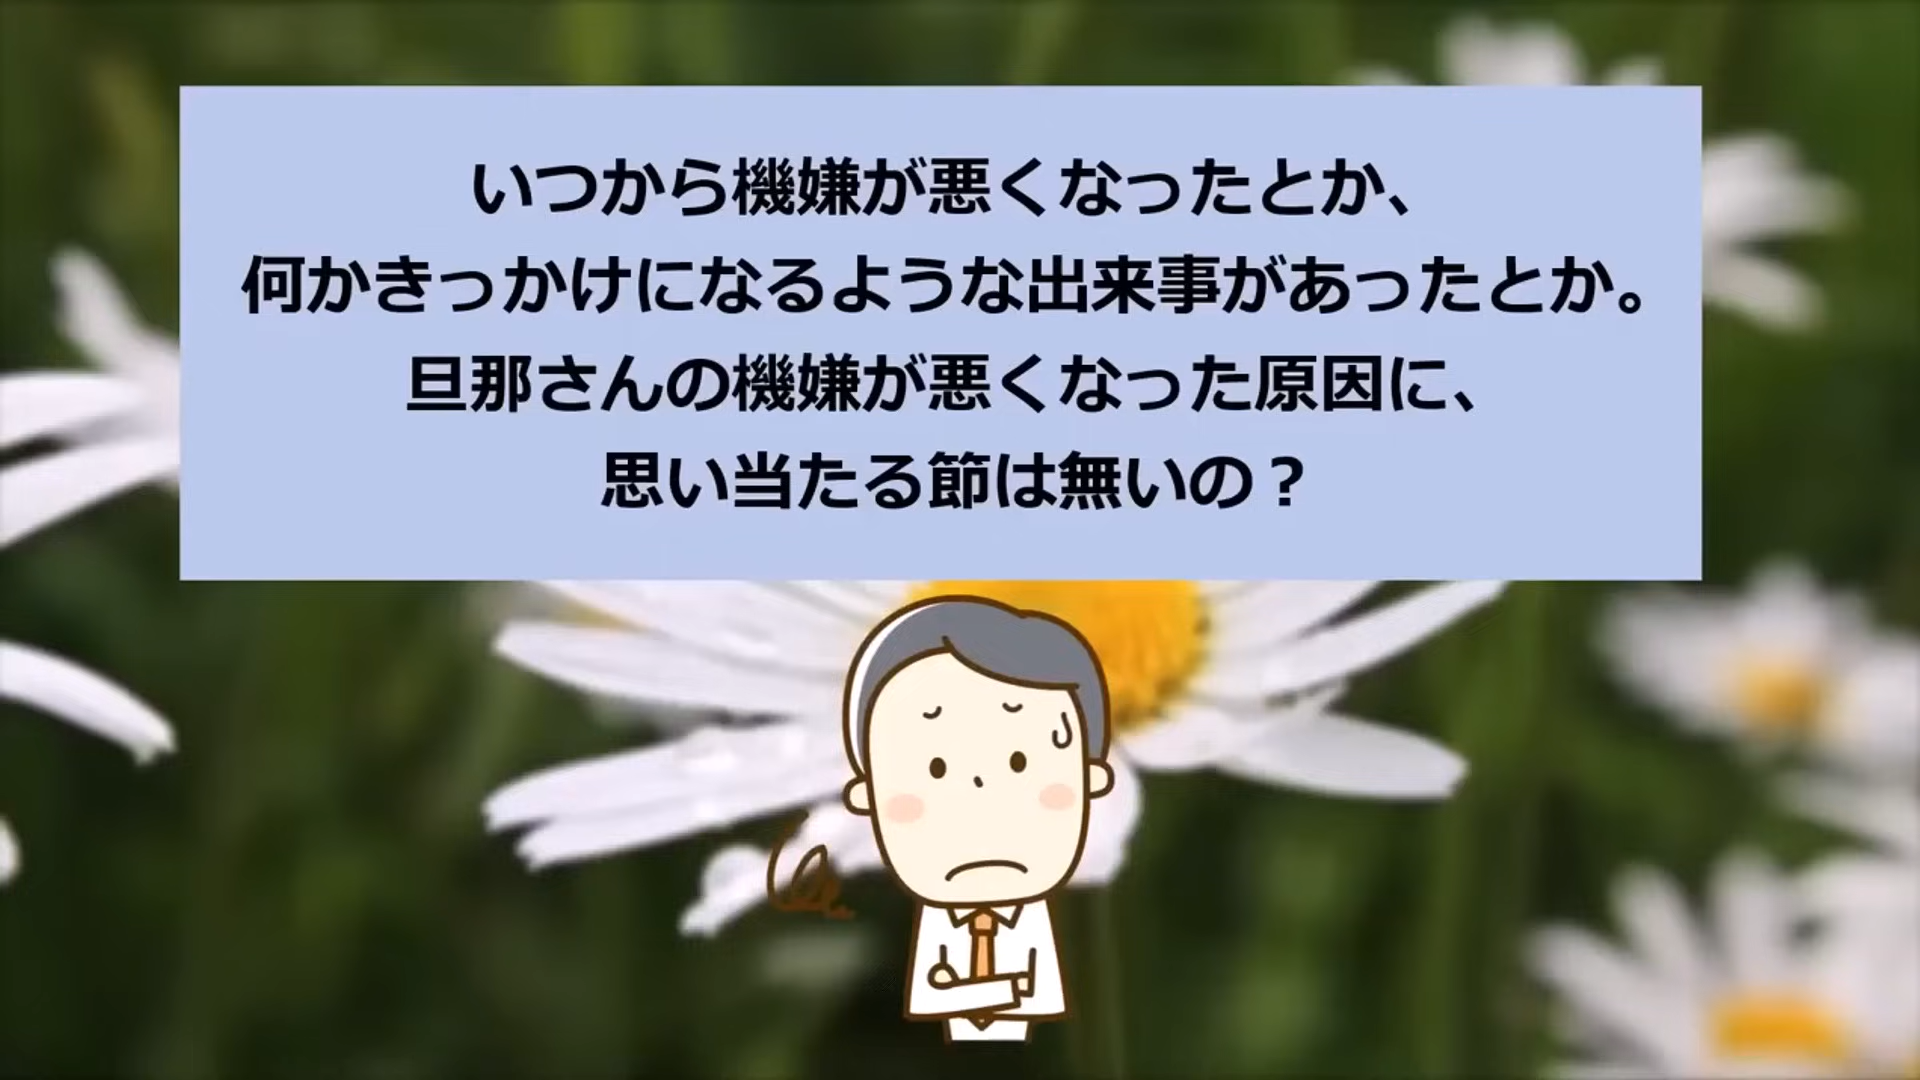 いつから機嫌が悪くなったとか、
何かきっかけになるような出来事があったとか。
旦那さんの機嫌が悪くなった原因に、
思い当たる節は無いの？